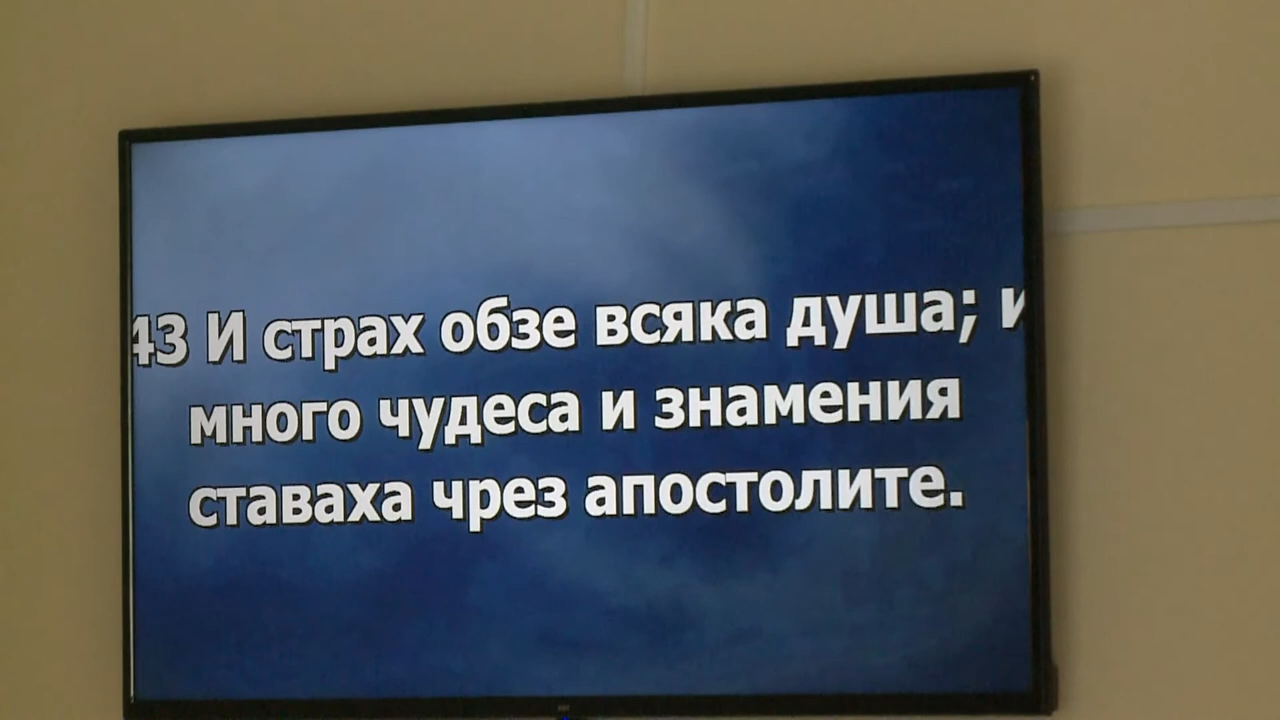 43 И страх обзе всяка душа; и
много чудеса и знамения
ставаха чрез апостолите.